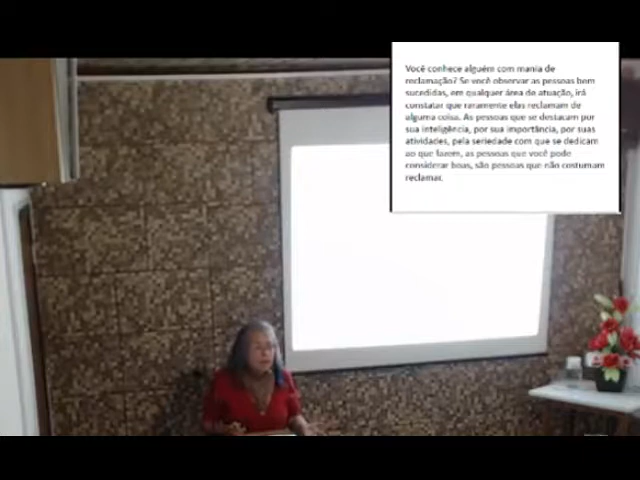 Você conhece alguém com mania de
reclamação? Se você observar as pessoas bem
sucedidas, em qualquer área de atuação, irá
constatar que raramente elas reclamam de
alguma coisa. As pessoas que se destacam por
sua inteligência, por sua importância, por suas
atividades, pela seriedade com que se dedicam
ao que fazem, as pessoas que você pode
considerar boas, são pessoas que não costumam
reclamar.